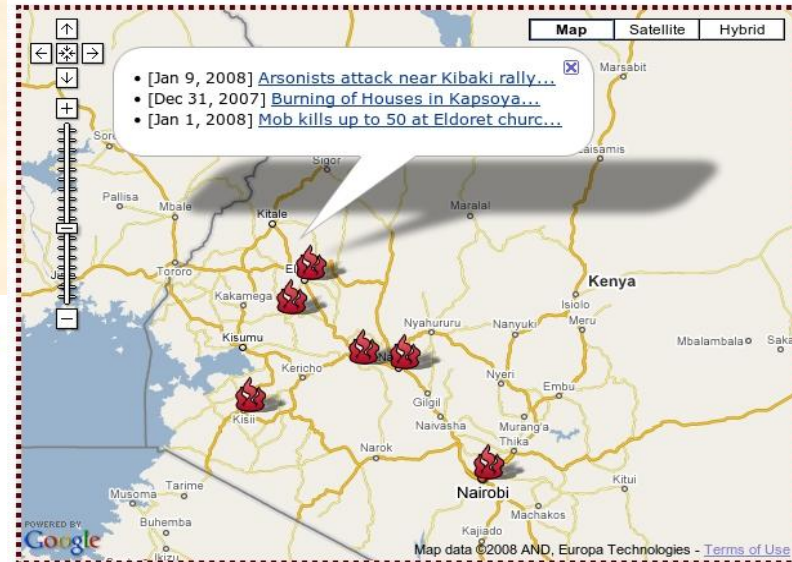 Map
Satellite
Hybrid
• [Jan 9, 2008] Arsonists attack near Kibaki rally...
• [Dec 31, 2007] Burning of Houses in Kapsoya...
• [Jan 1, 2008] Mob kills up to 50 at Eldoret churc...
Marsabit
Sigor
Pallisa
Mbale
Kitale
Maralal
Tororo
Kakamega
Kenya
Isiolo
Kisumu
Nyahururu
Nanyuki
Meru
Mbalambala
Saka
Kericho
Nyeri
Embu
Gilgil
Kisii
Naivasha
Murang'a
Thika
Narok
Nairobi
Kitui
Musoma
Tarime
Machakos
Buhemba
Kajiado
POWERED BY
Google
Ikizu
Map data ©2008 AND, Europa Technologies - Terms of Use